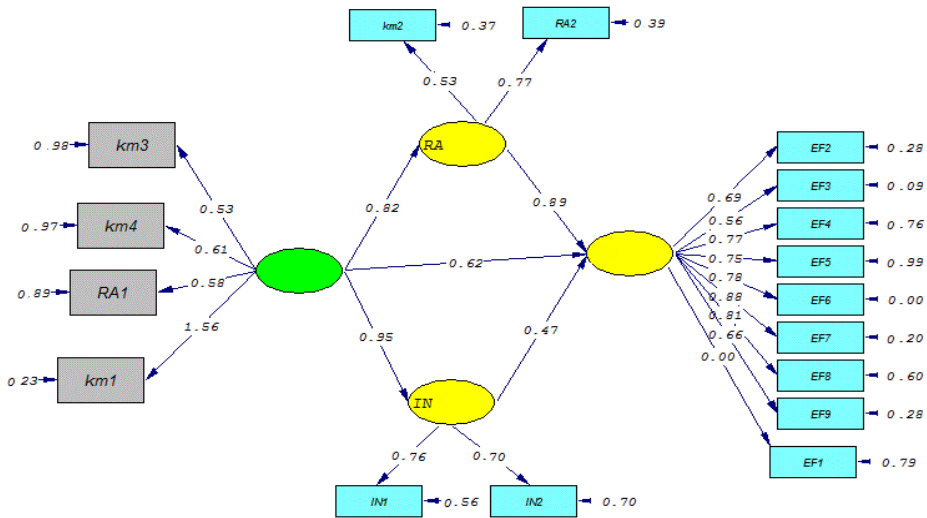 km2 0.37
RA2 0.39
0.53 0.77
0.98 km3
RA
0.53
0.82
0.89
0.97 km4
0.61
0.89 RA1
0.58
0.62
1.56
0.23 km1
0.95
0.47
IN
0.76 0.70
IN1 0.56
IN2 0.70
EF2 0.28
0.69
EF3 0.09
0.56
EF4 0.76
0.77
EF5 0.99
0.75
EF6 0.00
0.78
0.88
EF7 0.20
0.81
0.66
EF8 0.60
0.00
EF9 0.28
EF1 0.79